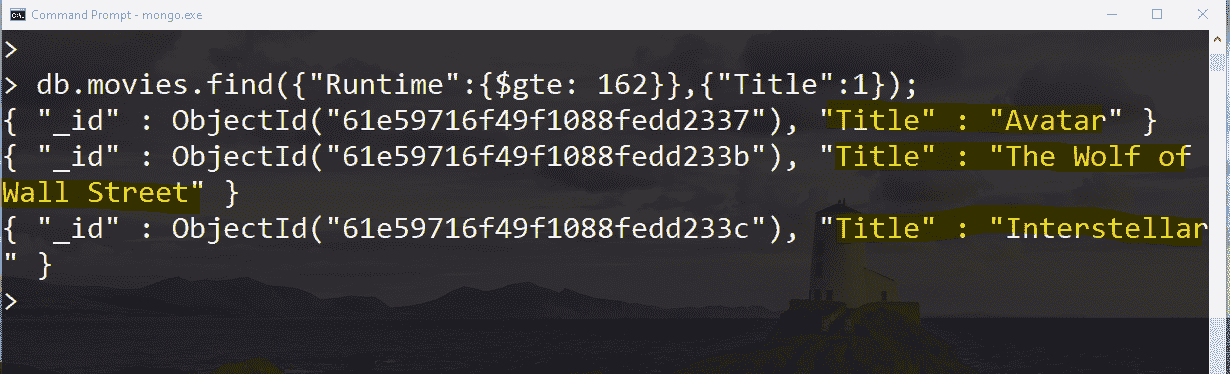 Command Prompt - mongo.exe
>
> db.movies.find({"Runtime":{$gte: 162}},{"Title":1});
{ "_id" : ObjectId("61e59716f49f1088fedd2337"), "Title" : "Avatar" }
{ "_id" : ObjectId("61e59716f49f1088fedd233b"), "Title" : "The Wolf of
Wall Street" }
{ "_id" : ObjectId("61e59716f49f1088fedd233c"), "Title" : "Interstellar
" }
>